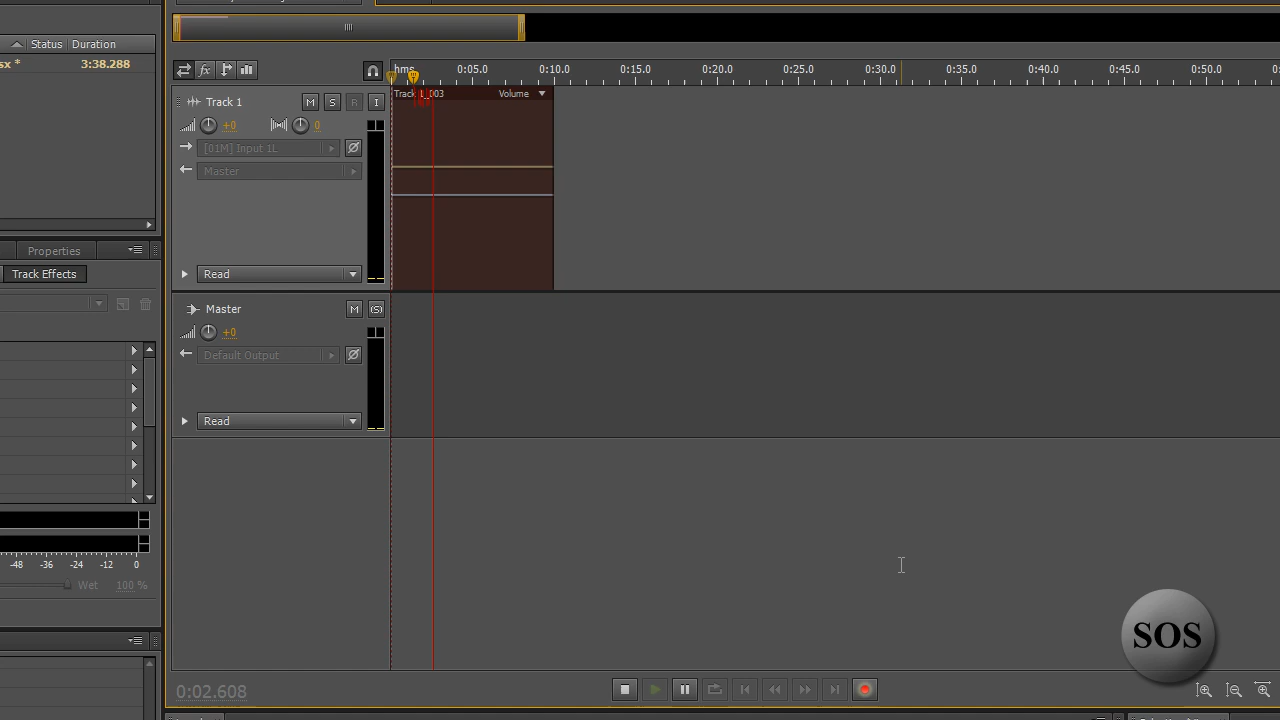 Status Duration
sx * 3:38.288
Properties
Track Effects
-48 -36 -24 -12 0
Wet 100 %
fx
hms 0:05.0 0:10.0 0:15.0 0:20.0 0:25.0 0:30.0 0:35.0 0:40.0 0:45.0 0:50.0
Track 1 M S R I
Volume
+0 0
[01M] Input 1L
Master
Read
Master M (S)
+0
Default Output
Read
0:02.608
SOS